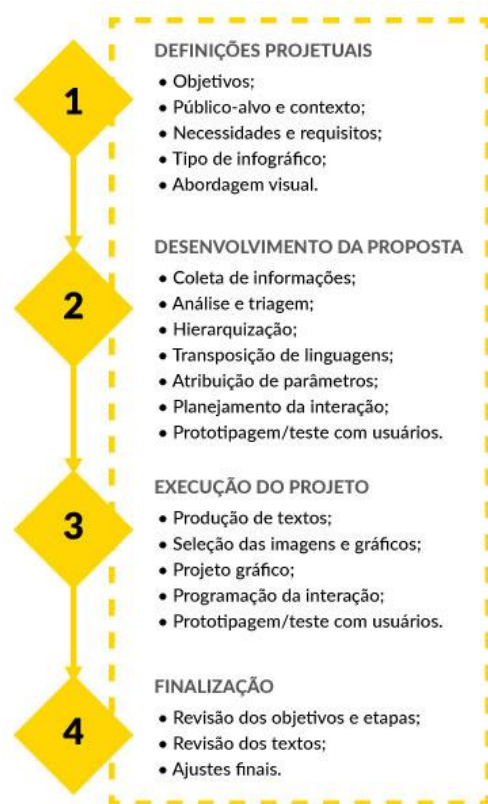 1
DEFINIÇÕES PROJETUAIS
• Objetivos;
• Público-alvo e contexto;
• Necessidades e requisitos;
• Tipo de infográfico;
• Abordagem visual.
2
DESENVOLVIMENTO DA PROPOSTA
• Coleta de informações;
• Análise e triagem;
• Hierarquização;
• Transposição de linguagens;
• Atribuição de parâmetros;
• Planejamento da interação;
• Prototipagem/teste com usuários.
3
EXECUÇÃO DO PROJETO
• Produção de textos;
• Seleção das imagens e gráficos;
• Projeto gráfico;
• Programação da interação;
• Prototipagem/teste com usuários.
4
FINALIZAÇÃO
• Revisão dos objetivos e etapas;
• Revisão dos textos;
• Ajustes finais.